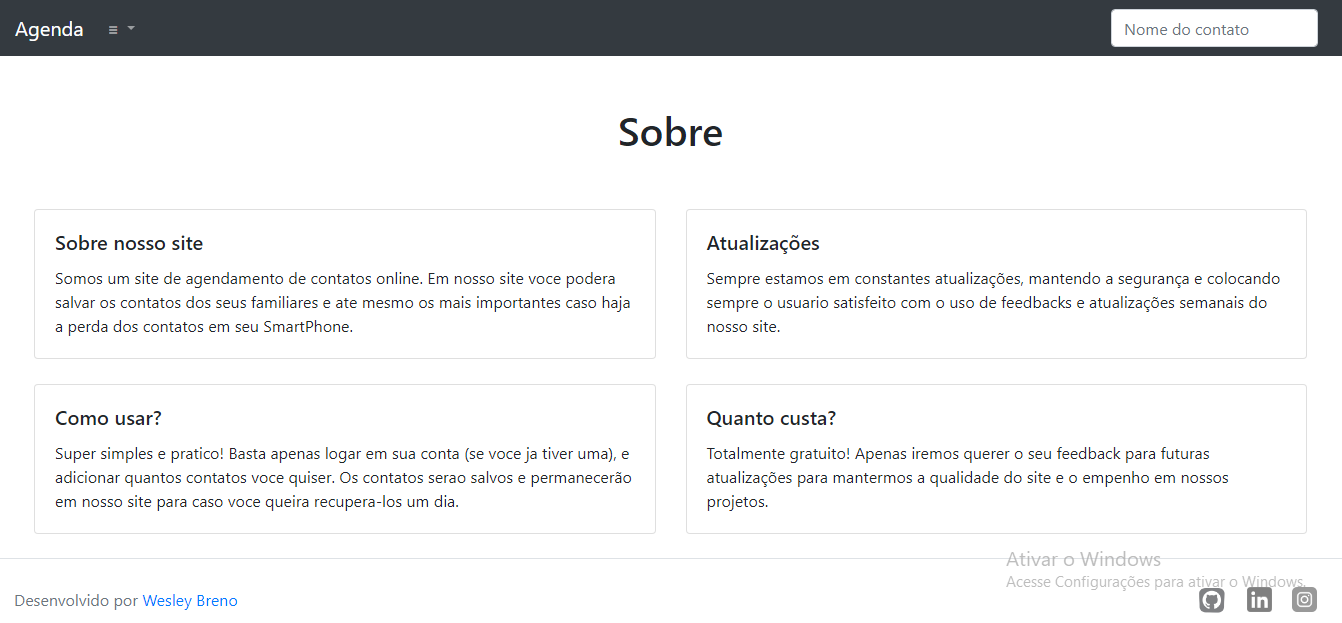 Agenda
Nome do contato
Sobre
Sobre nosso site
Somos um site de agendamento de contatos online. Em nosso site voce podera
salvar os contatos dos seus familiares e ate mesmo os mais importantes caso haja
a perda dos contatos em seu SmartPhone.
Atualizações
Sempre estamos em constantes atualizações, mantendo a segurança e colocando
sempre o usuario satisfeito com o uso de feedbacks e atualizações semanais do
nosso site.
Como usar?
Super simples e pratico! Basta apenas logar em sua conta (se voce ja tiver uma), e
adicionar quantos contatos voce quiser. Os contatos serao salvos e permanecerão
em nosso site para caso voce queira recupera-los um dia.
Quanto custa?
Totalmente gratuito! Apenas iremos querer o seu feedback para futuras
atualizações para mantermos a qualidade do site e o empenho em nossos
projetos.
Ativar o Windows
Acesse Configurações para ativar o Windows.
Desenvolvido por Wesley Breno
in